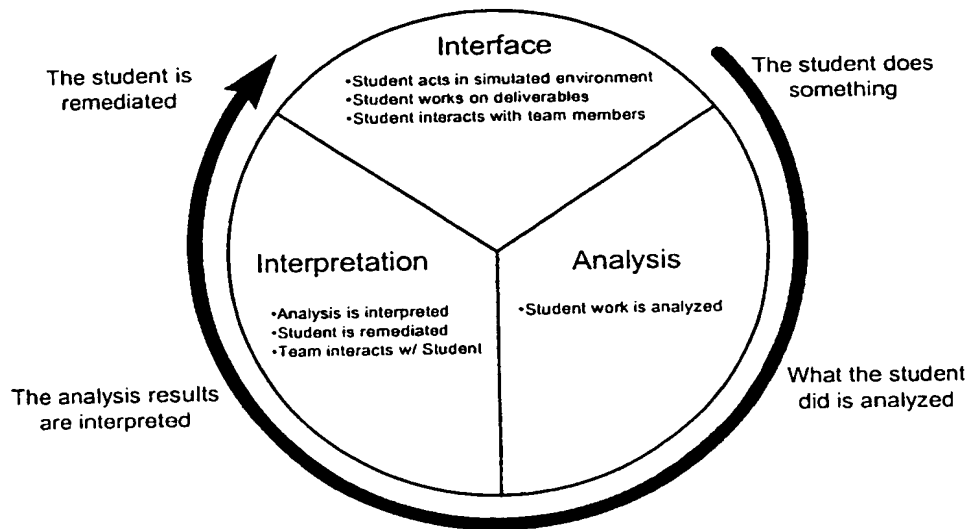 Interface
•Student acts in simulated environment
•Student works on deliverables
•Student interacts with team members
The student is
remediated
The student does
something
Interpretation
•Analysis is interpreted
•Student is remediated
•Team interacts w/ Student
Analysis
•Student work is analyzed
The analysis results
are interpreted
What the student
did is analyzed